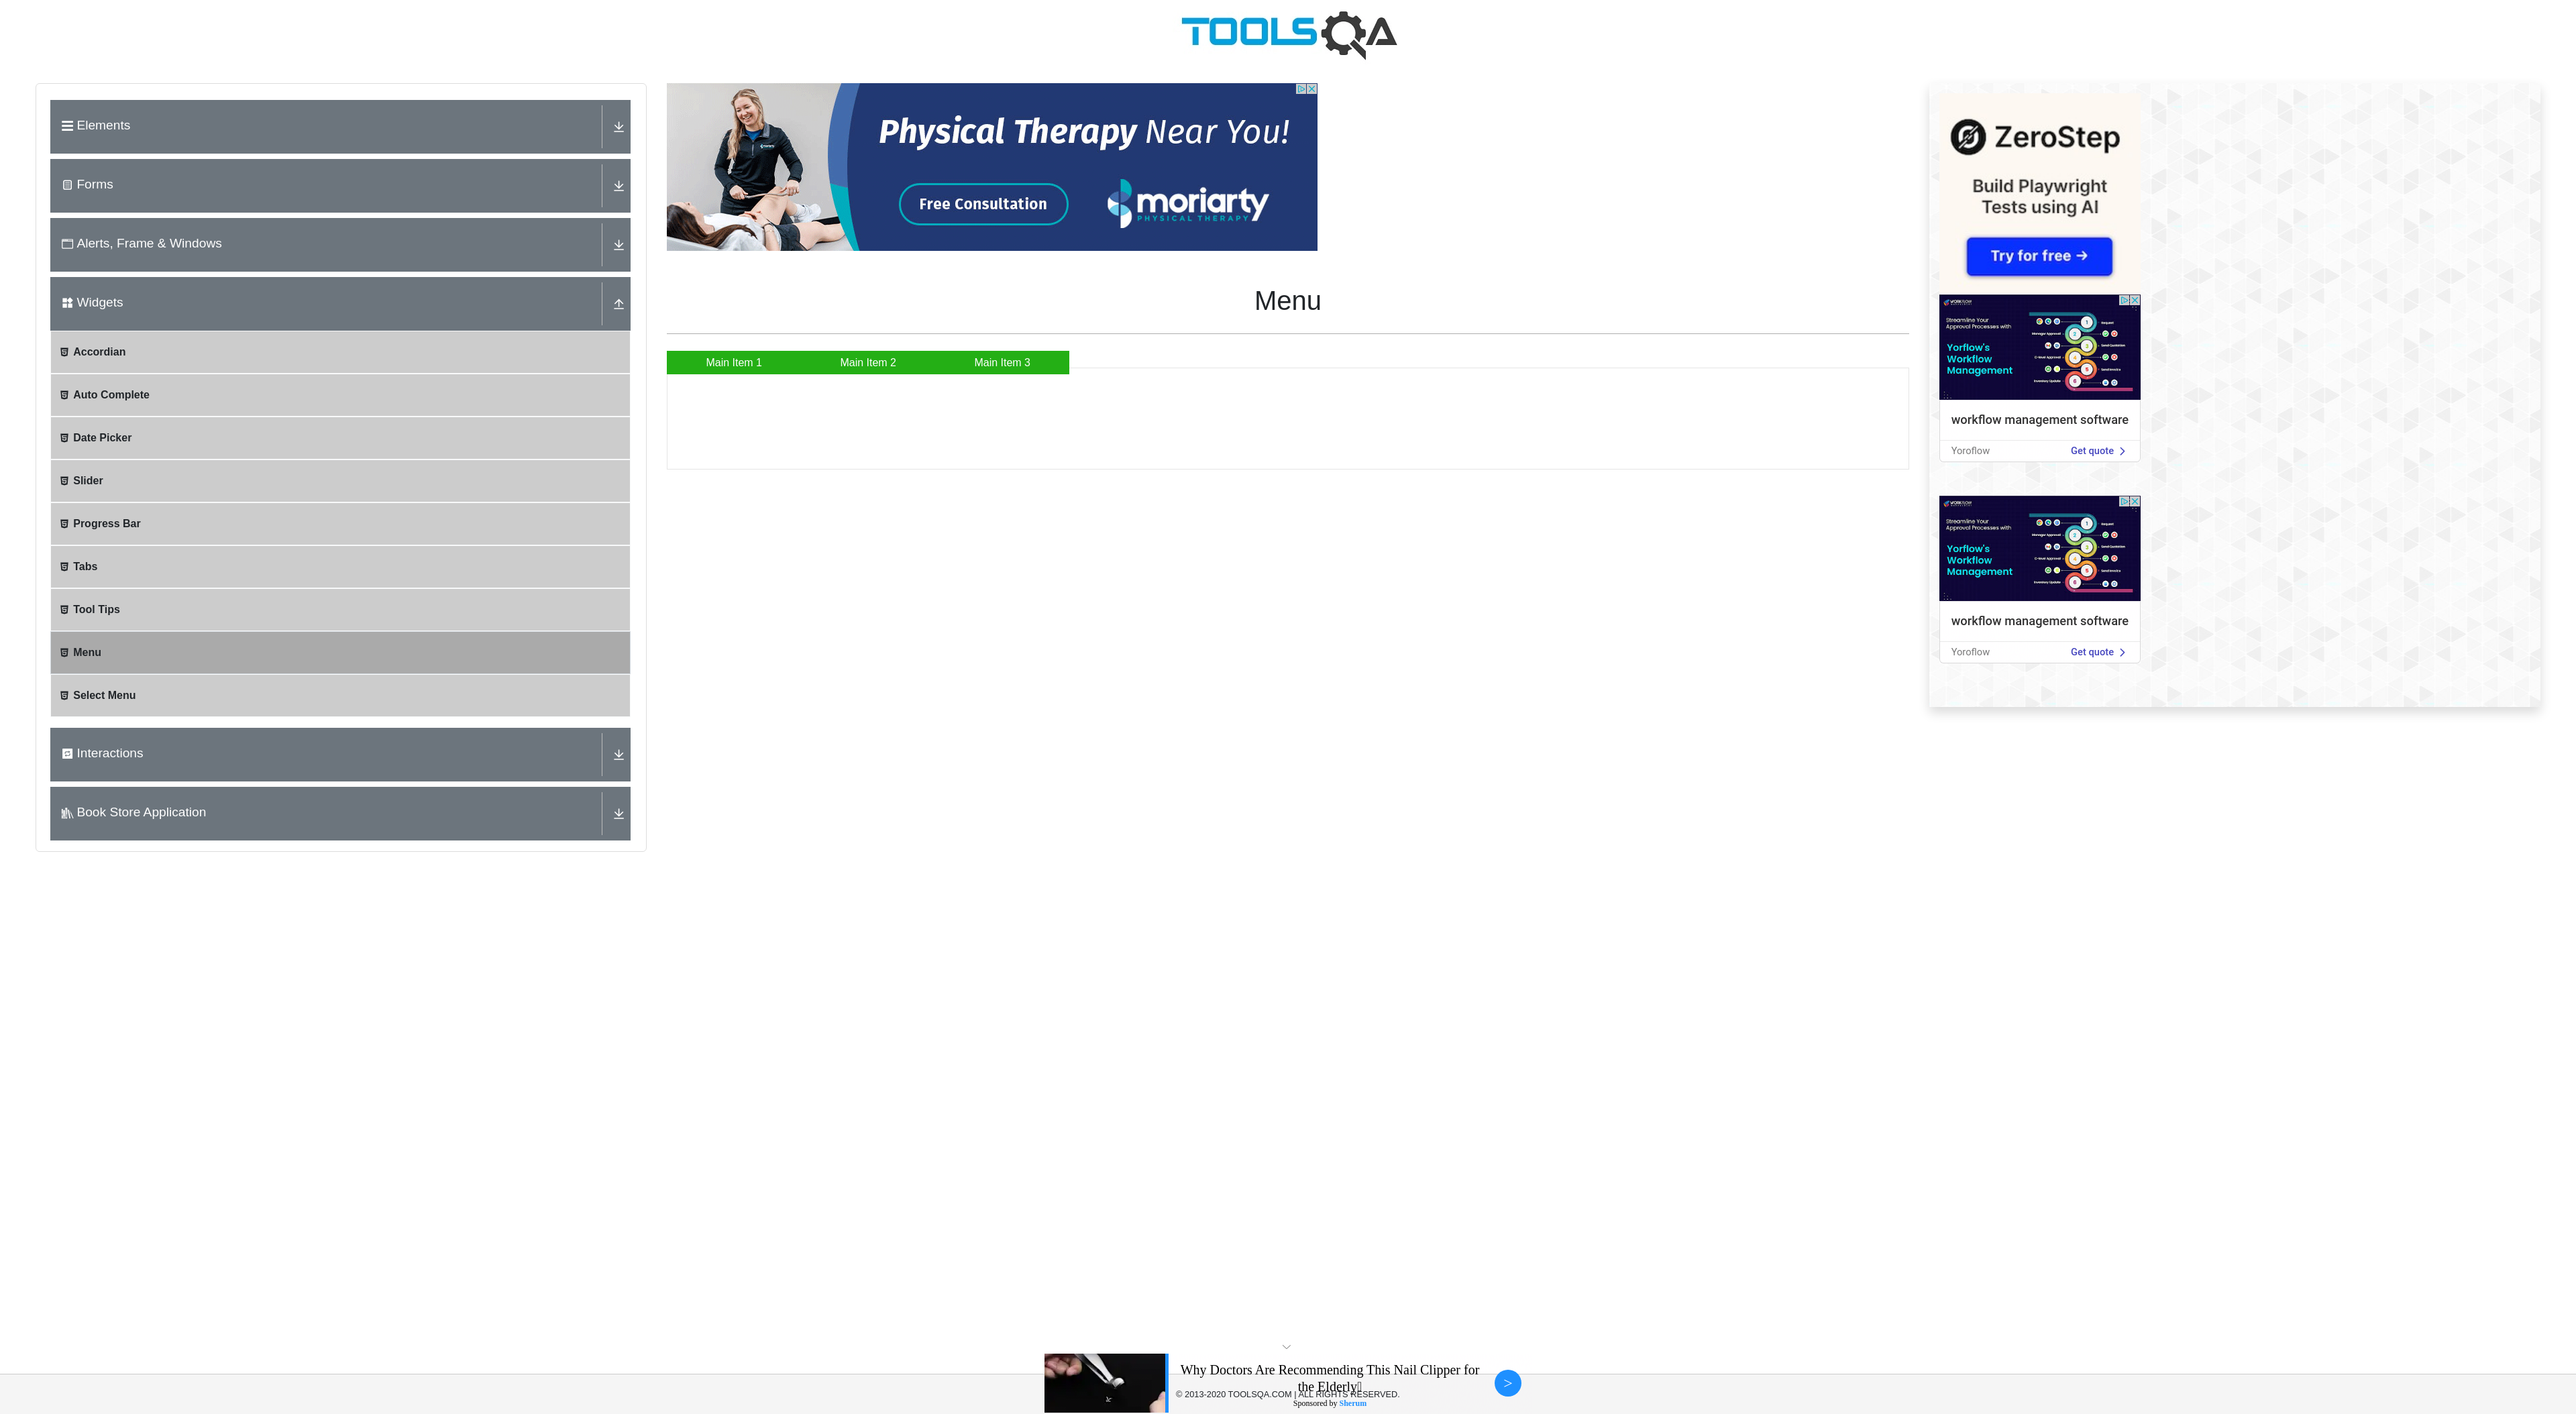 TOOLSQA
Elements
Forms
Alerts, Frame & Windows
Widgets
Accordian
Auto Complete
Date Picker
Slider
Progress Bar
Tabs
Tool Tips
Menu
Select Menu
Interactions
Book Store Application
Physical Therapy Near You!
Free Consultation
moriarty
PHYSICAL THERAPY
Menu
Main Item 1
Main Item 2
Main Item 3
ZeroStep
Build Playwright
Tests using AI
Try for free →
Streamline Your
Approval Processes with
Yorflow's
Workflow
Management
workflow management software
Yoroflow
Get quote
Streamline Your
Approval Processes with
Yorflow's
Workflow
Management
workflow management software
Yoroflow
Get quote
Why Doctors Are Recommending This Nail Clipper for
the Elderly
© 2013-2020 TOOLSQA.COM | ALL RIGHTS RESERVED.
Sponsored by Sherum